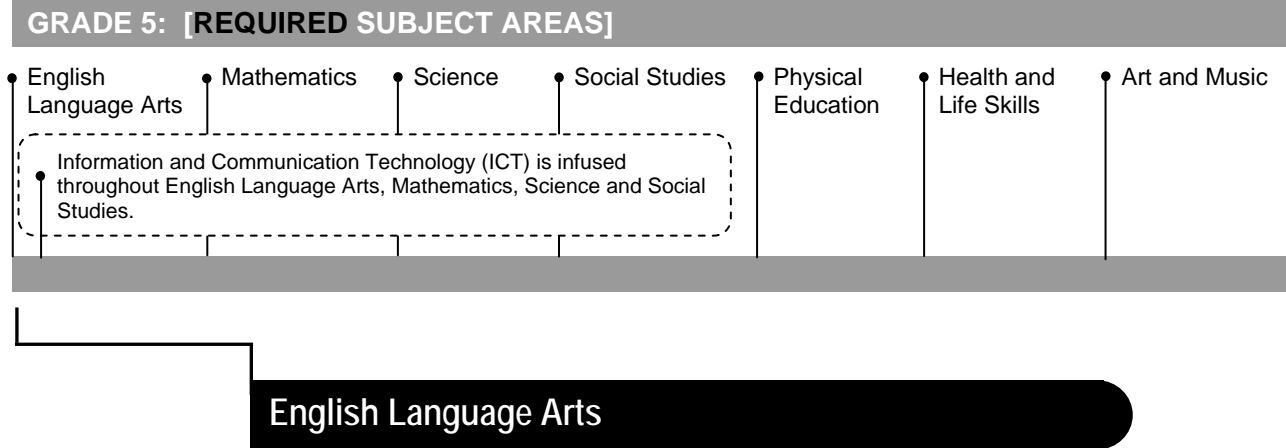 GRADE 5: [REQUIRED SUBJECT AREAS]
English
Language Arts
Mathematics
Science
Social Studies
Physical
Education
Health and
Life Skills
Art and Music
Information and Communication Technology (ICT) is infused
throughout English Language Arts, Mathematics, Science and Social
Studies.
English Language Arts